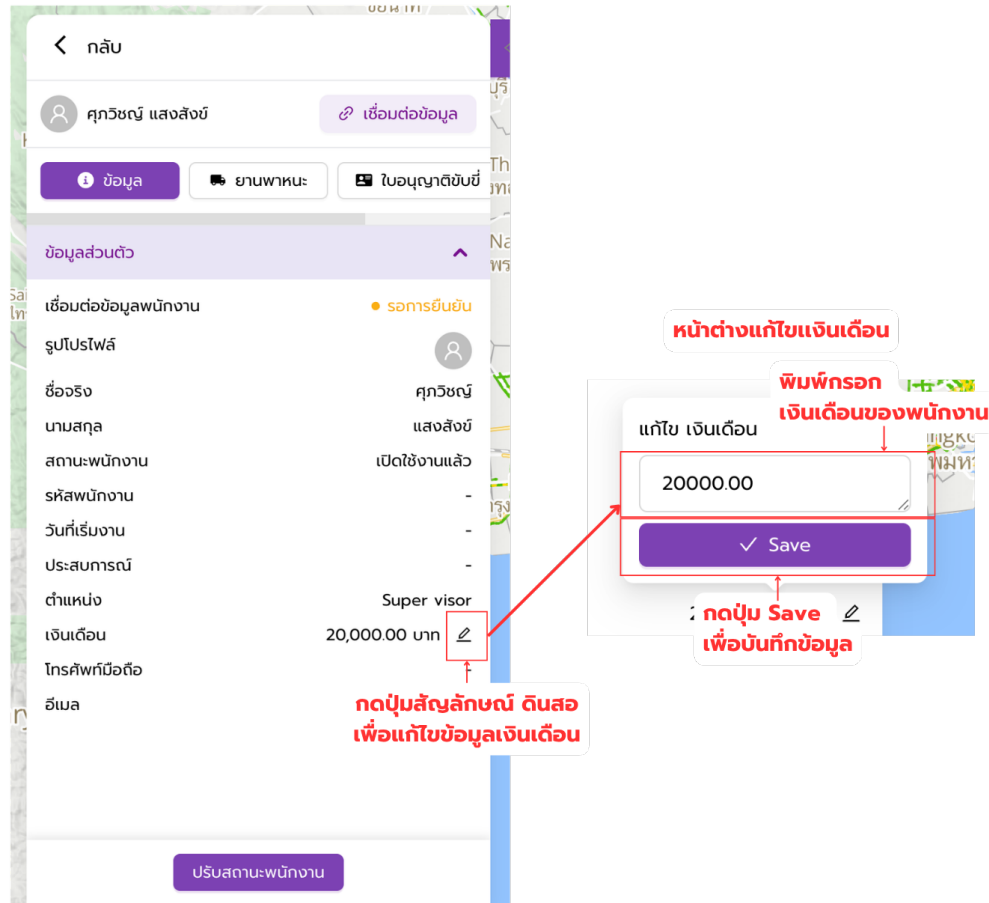 กลับ
ศุภวิชญ์ แสงสังข์
เชื่อมต่อข้อมูล
ข้อมูล
ยานพาหนะ
ใบอนุญาติขับขี่
ข้อมูลส่วนตัว
เชื่อมต่อข้อมูลพนักงาน
รอการยืนยัน
รูปโปรไฟล์
ชื่อจริง ศุภวิชญ์
นามสกุล แสงสังข์
สถานะพนักงาน เปิดใช้งานแล้ว
รหัสพนักงาน -
วันที่เริ่มงาน -
ประสบการณ์ -
ตำแหน่ง Super visor
เงินเดือน 20,000.00 บาท
โทรศัพท์มือถือ -
อีเมล
กดปุ่มสัญลักษณ์ ดินสอ
เพื่อแก้ไขข้อมูลเงินเดือน
ปรับสถานะพนักงาน
หน้าต่างแก้ไขเงินเดือน
พิมพ์กรอก
เงินเดือนของพนักงาน
แก้ไข เงินเดือน
20000.00
Save
กดปุ่ม Save
เพื่อบันทึกข้อมูล